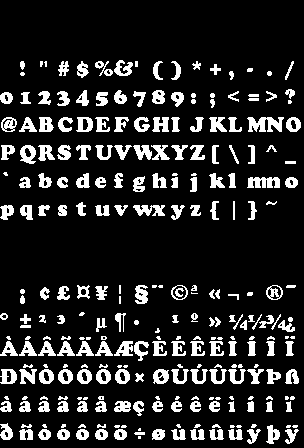 ! " # $ % & ' ( ) * + , - . /
0 1 2 3 4 5 6 7 8 9 : ; < = > ?
@ A B C D E F G H I J K L M N O
P Q R S T U V W X Y Z [ \ ] ^ _
` a b c d e f g h i j k l m n o
p q r s t u v w x y z { | } ~
¡ ¢ £ ¤ ¥ ¦ § ¨ © ª « ¬ - ® ¯
° ± ² ³ ´ µ ¶ · ¸ ¹ º » ¼ ½ ¾ ¿
À Á Â Ã Ä Å Æ Ç È É Ê Ë Ì Í Î Ï
Ð Ñ Ò Ó Ô Õ Ö × Ø Ù Ú Û Ü Ý Þ ß
à á â ã ä å æ ç è é ê ë ì í î ï
ð ñ ò ó ô õ ö ÷ ø ù ú û ü ý þ ÿ